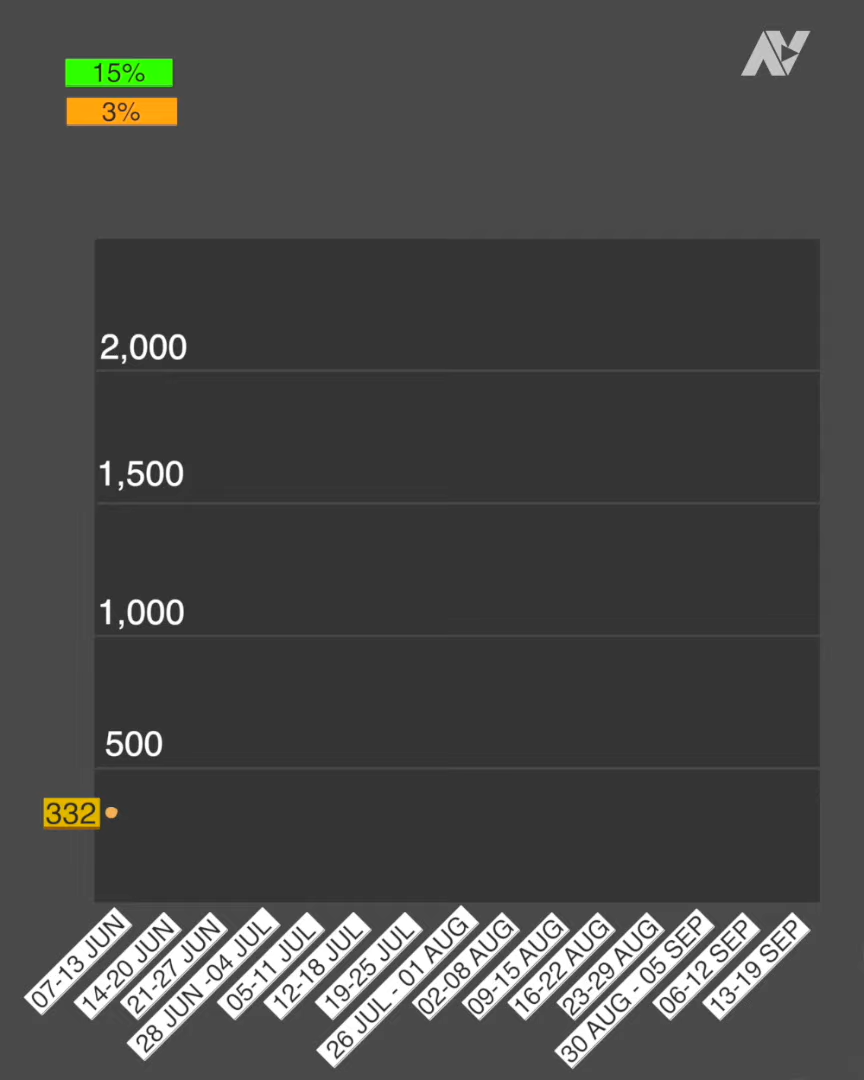 15%
3%
2,000
1,500
1,000
500
332
07-13 JUN
14-20 JUN
21-27 JUN
28 JUN -04 JUL
05-11 JUL
12-18 JUL
19-25 JUL
26 JUL - 01 AUG
02-08 AUG
09-15 AUG
16-22 AUG
23-29 AUG
30 AUG - 05 SEP
06-12 SEP
13-19 SEP